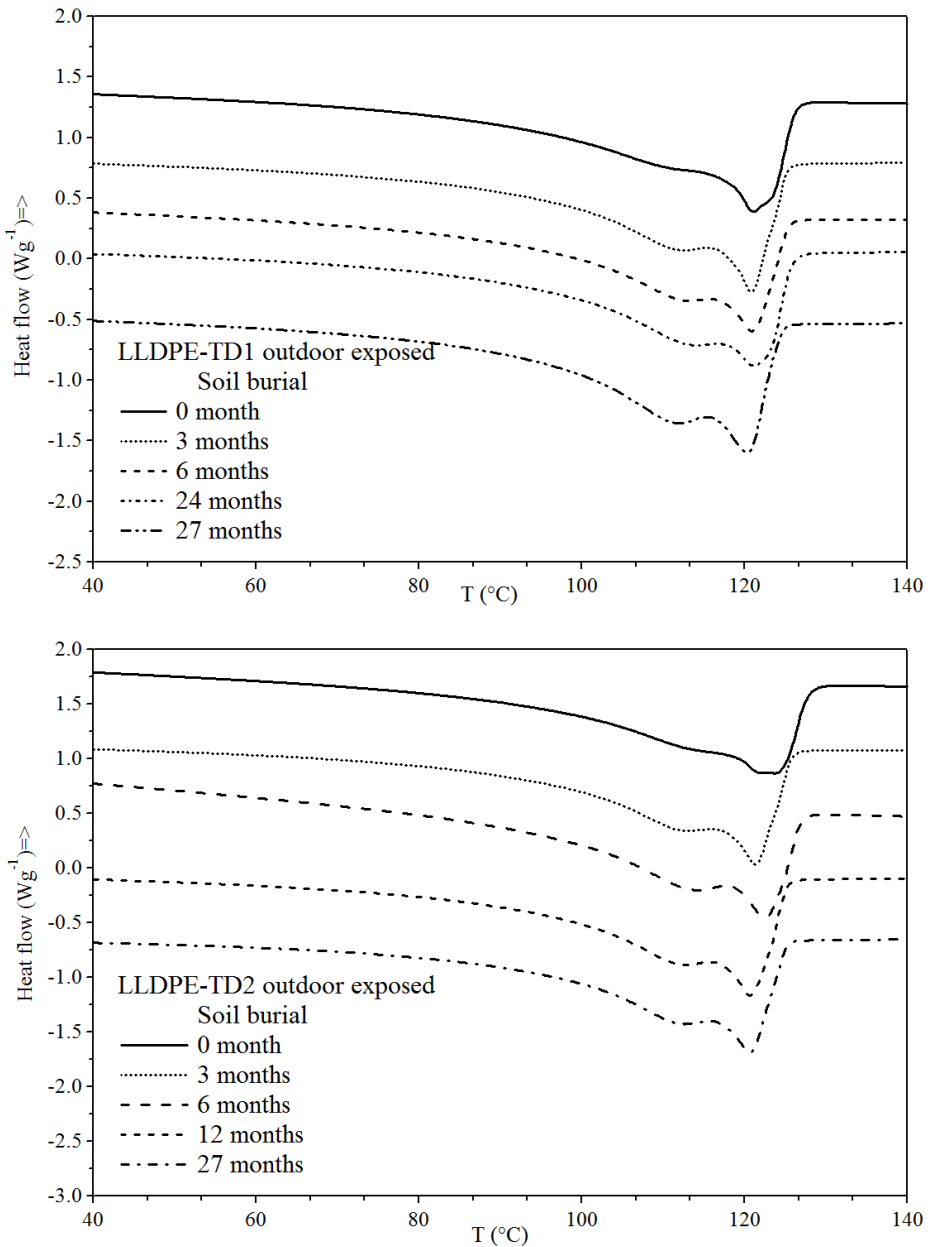 2.0
1.5
1.0
0.5
0.0
-0.5
-1.0
-1.5
-2.0
-2.5
Heat flow (Wg-1)=>
LLDPE-TD1 outdoor exposed
Soil burial
0 month
3 months
6 months
24 months
27 months
40 60 80 100 120 140
T (°C)
2.0
1.5
1.0
0.5
0.0
-0.5
-1.0
-1.5
-2.0
-2.5
-3.0
Heat flow (Wg-1)=>
LLDPE-TD2 outdoor exposed
Soil burial
0 month
3 months
6 months
12 months
27 months
40 60 80 100 120 140
T (°C)